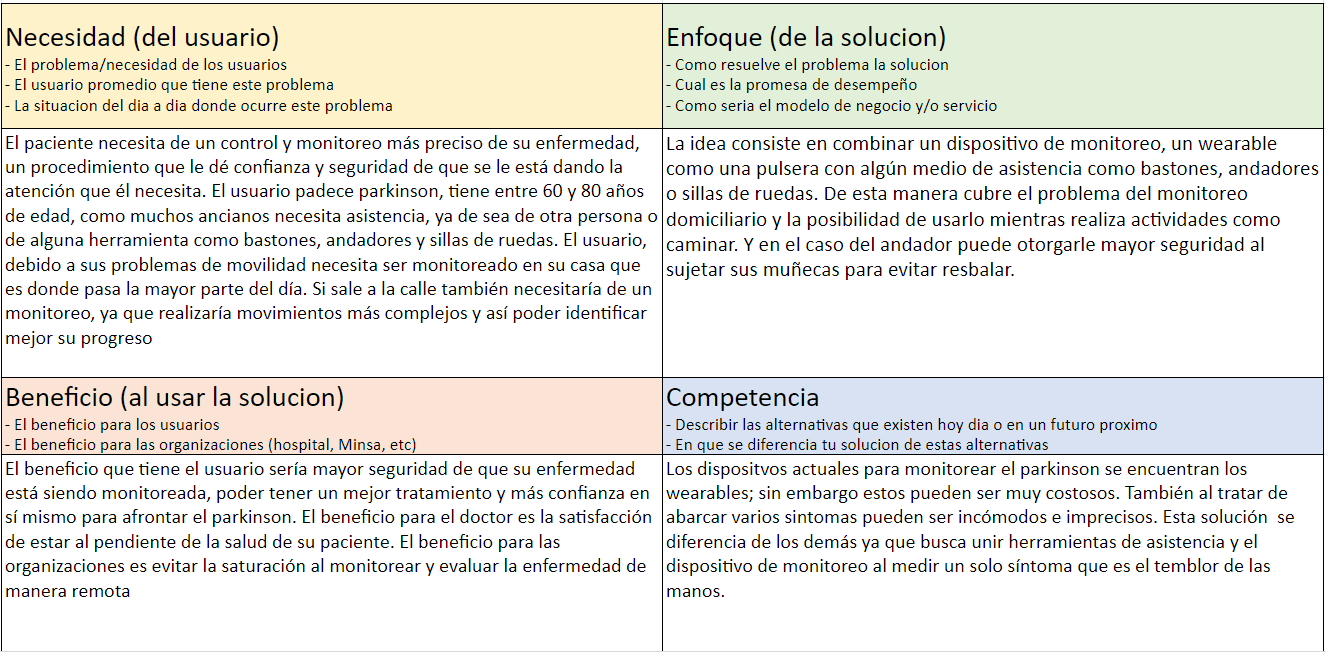 Necesidad (del usuario)
- El problema/necesidad de los usuarios
- El usuario promedio que tiene este problema
- La situacion del dia a dia donde ocurre este problema
El paciente necesita de un control y monitoreo más preciso de su enfermedad,
un procedimiento que le dé confianza y seguridad de que se le está dando la
atención que él necesita. El usuario padece parkinson, tiene entre 60 y 80 años
de edad, como muchos ancianos necesita asistencia, ya de sea de otra persona o
de alguna herramienta como bastones, andadores y sillas de ruedas. El usuario,
debido a sus problemas de movilidad necesita ser monitoreado en su casa que
es donde pasa la mayor parte del día. Si sale a la calle también necesitaría de un
monitoreo, ya que realizaría movimientos más complejos y así poder identificar
mejor su progreso
Enfoque (de la solucion)
- Como resuelve el problema la solucion
- Cual es la promesa de desempeño
- Como seria el modelo de negocio y/o servicio
La idea consiste en combinar un dispositivo de monitoreo, un wearable
como una pulsera con algún medio de asistencia como bastones, andadores
o sillas de ruedas. De esta manera cubre el problema del monitoreo
domiciliario y la posibilidad de usarlo mientras realiza actividades como
caminar. Y en el caso del andador puede otorgarle mayor seguridad al
sujetar sus muñecas para evitar resbalar.
Beneficio (al usar la solucion)
- El beneficio para los usuarios
- El beneficio para las organizaciones (hospital, Minsa, etc)
El beneficio que tiene el usuario sería mayor seguridad de que su enfermedad
está siendo monitoreada, poder tener un mejor tratamiento y más confianza en
sí mismo para afrontar el parkinson. El beneficio para el doctor es la satisfacción
de estar al pendiente de la salud de su paciente. El beneficio para las
organizaciones es evitar la saturación al monitorear y evaluar la enfermedad de
manera remota
Competencia
- Describir las alternativas que existen hoy dia o en un futuro proximo
- En que se diferencia tu solucion de estas alternativas
Los dispositvos actuales para monitorear el parkinson se encuentran los
wearables; sin embargo estos pueden ser muy costosos. También al tratar de
abarcar varios sintomas pueden ser incómodos e imprecisos. Esta solución  se
diferencia de los demás ya que busca unir herramientas de asistencia y el
dispositivo de monitoreo al medir un solo síntoma que es el temblor de las
manos.